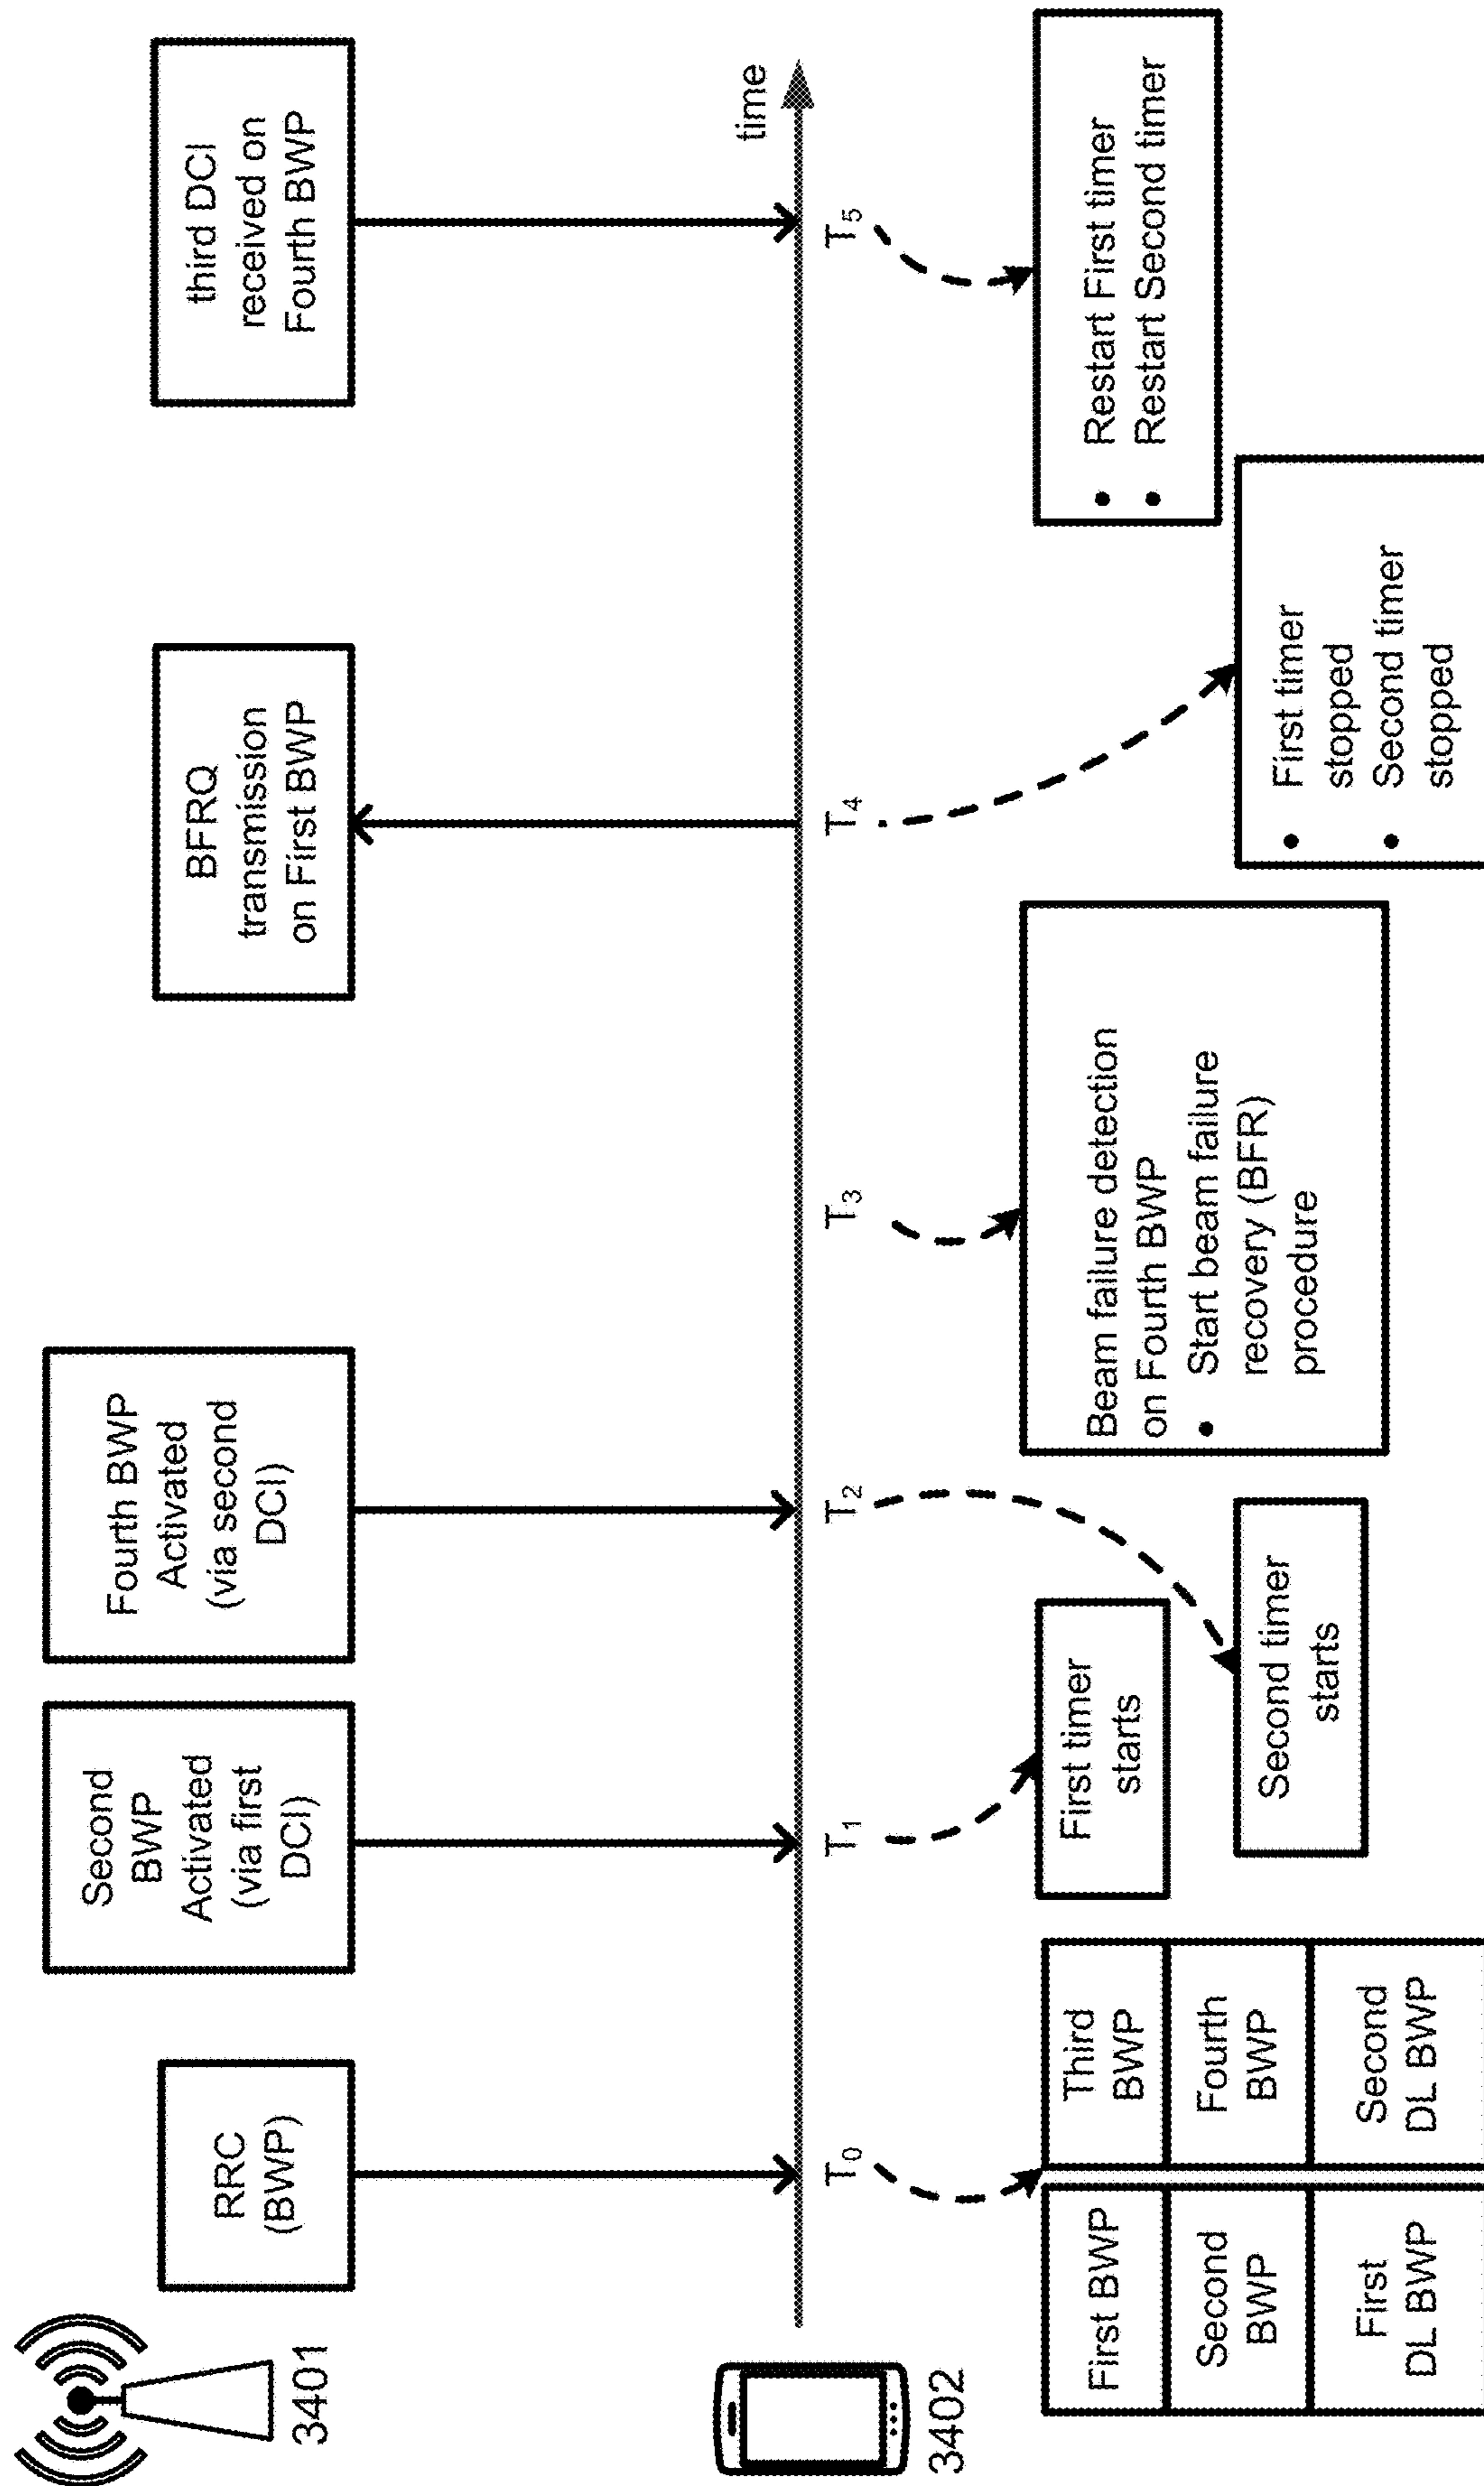 3401
RRC
(BWP)
Second
BWP
Activated
(via first
DCI)
Fourth BWP
Activated
(via second
DCI)
BFRQ
transmission
on First BWP
third DCI
received on
Fourth BWP
3402
time
T0
T1
T2
T3
T4
T5
First BWP
Second
BWP
First
DL BWP
Third
BWP
Fourth
BWP
Second
DL BWP
First timer
starts
Second timer
starts
Beam failure detection
on Fourth BWP
• Start beam failure
recovery (BFR)
procedure
• First timer
stopped
• Second timer
stopped
• Restart First timer
• Restart Second timer